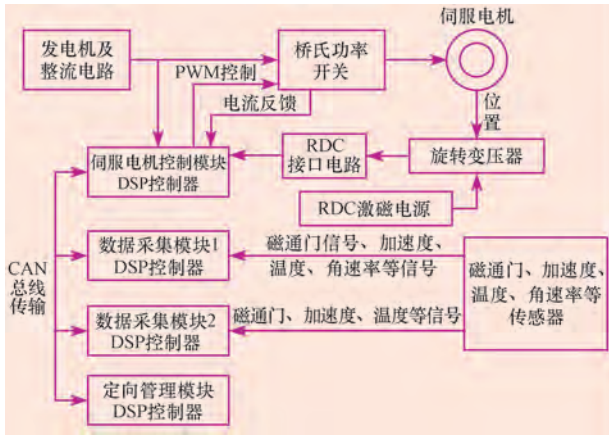 伺服电机
发电机及
整流电路
桥氏功率
开关
PWM控制
电流反馈
位
置
伺服电机控制模块
DSP控制器
RDC
接口电路
旋转变压器
RDC激磁电源
CAN
总线
传输
数据采集模块1
DSP控制器
磁通门信号、加速度、
温度、角速率等信号
磁通门、加速度、
温度、角速率等
传感器
数据采集模块2
DSP控制器
磁通门、加速度、温度等信号
定向管理模块
DSP控制器